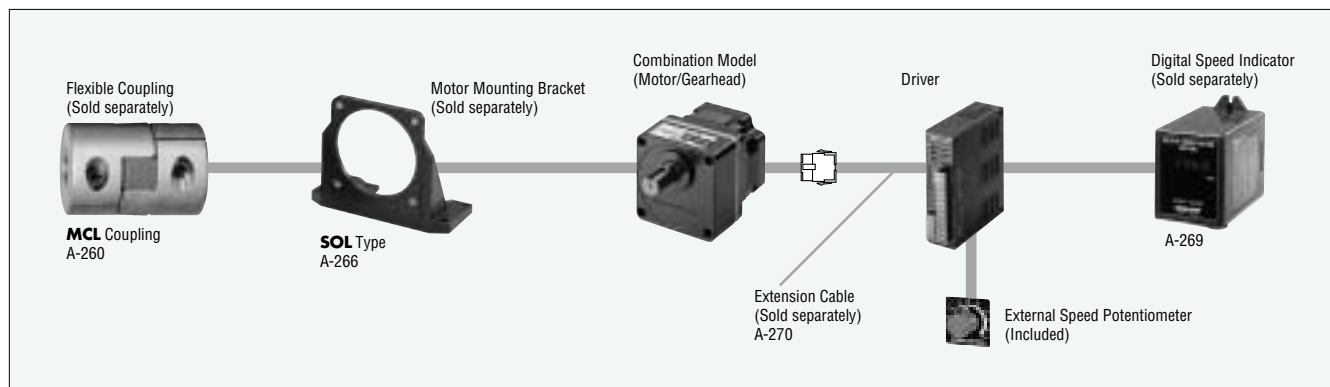 Flexible Coupling
(Sold separately)
MCL Coupling
A-260
Motor Mounting Bracket
(Sold separately)
SOL Type
A-266
Combination Model
(Motor/Gearhead)
Driver
Extension Cable
(Sold separately)
A-270
External Speed Potentiometer
(Included)
Digital Speed Indicator
(Sold separately)
A-269